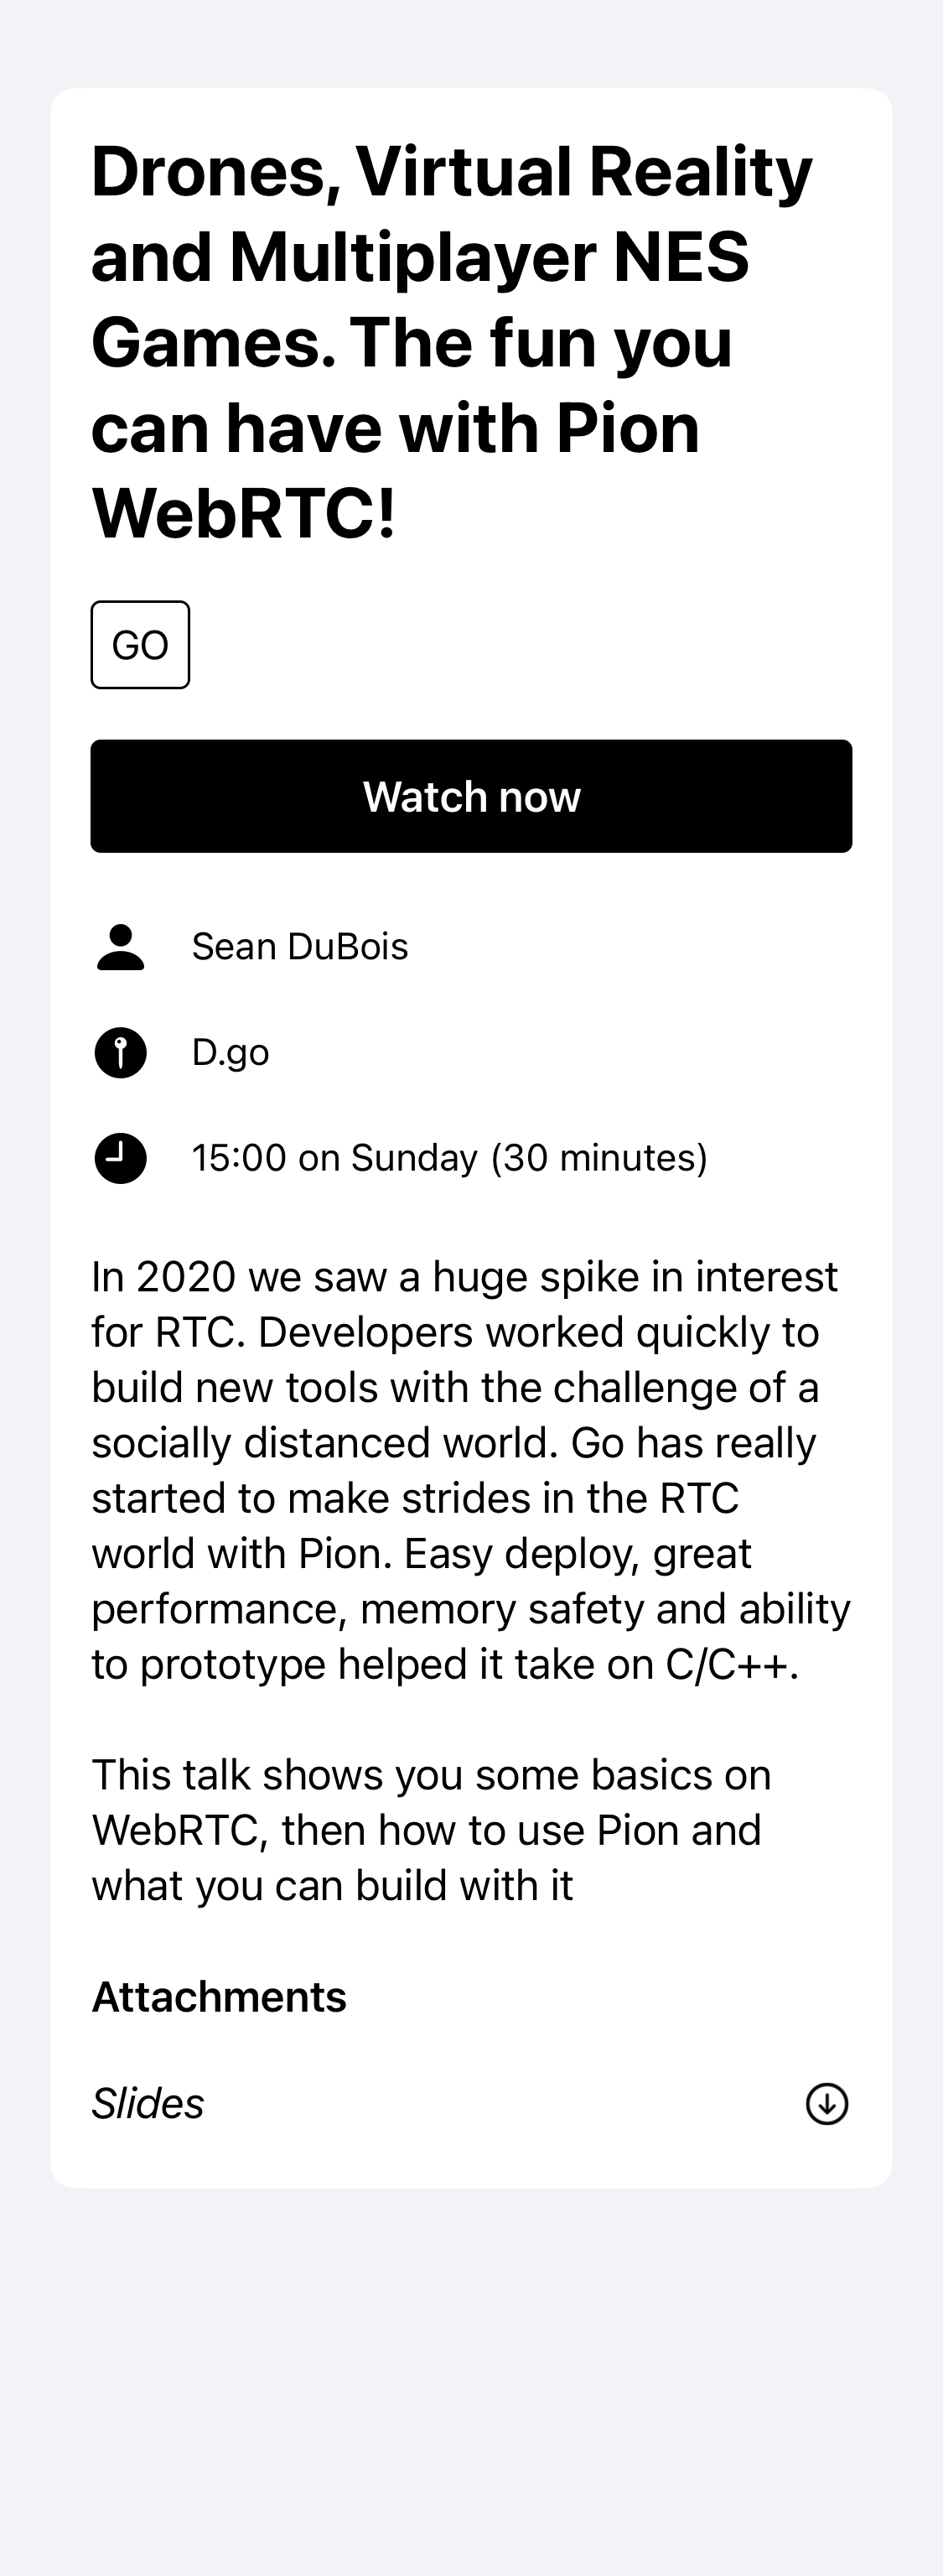 Drones, Virtual Reality
and Multiplayer NES
Games. The fun you
can have with Pion
WebRTC!
GO
Watch now
Sean DuBois
D.go
15:00 on Sunday (30 minutes)
In 2020 we saw a huge spike in interest
for RTC. Developers worked quickly to
build new tools with the challenge of a
socially distanced world. Go has really
started to make strides in the RTC
world with Pion. Easy deploy, great
performance, memory safety and ability
to prototype helped it take on C/C++.
This talk shows you some basics on
WebRTC, then how to use Pion and
what you can build with it
Attachments
Slides